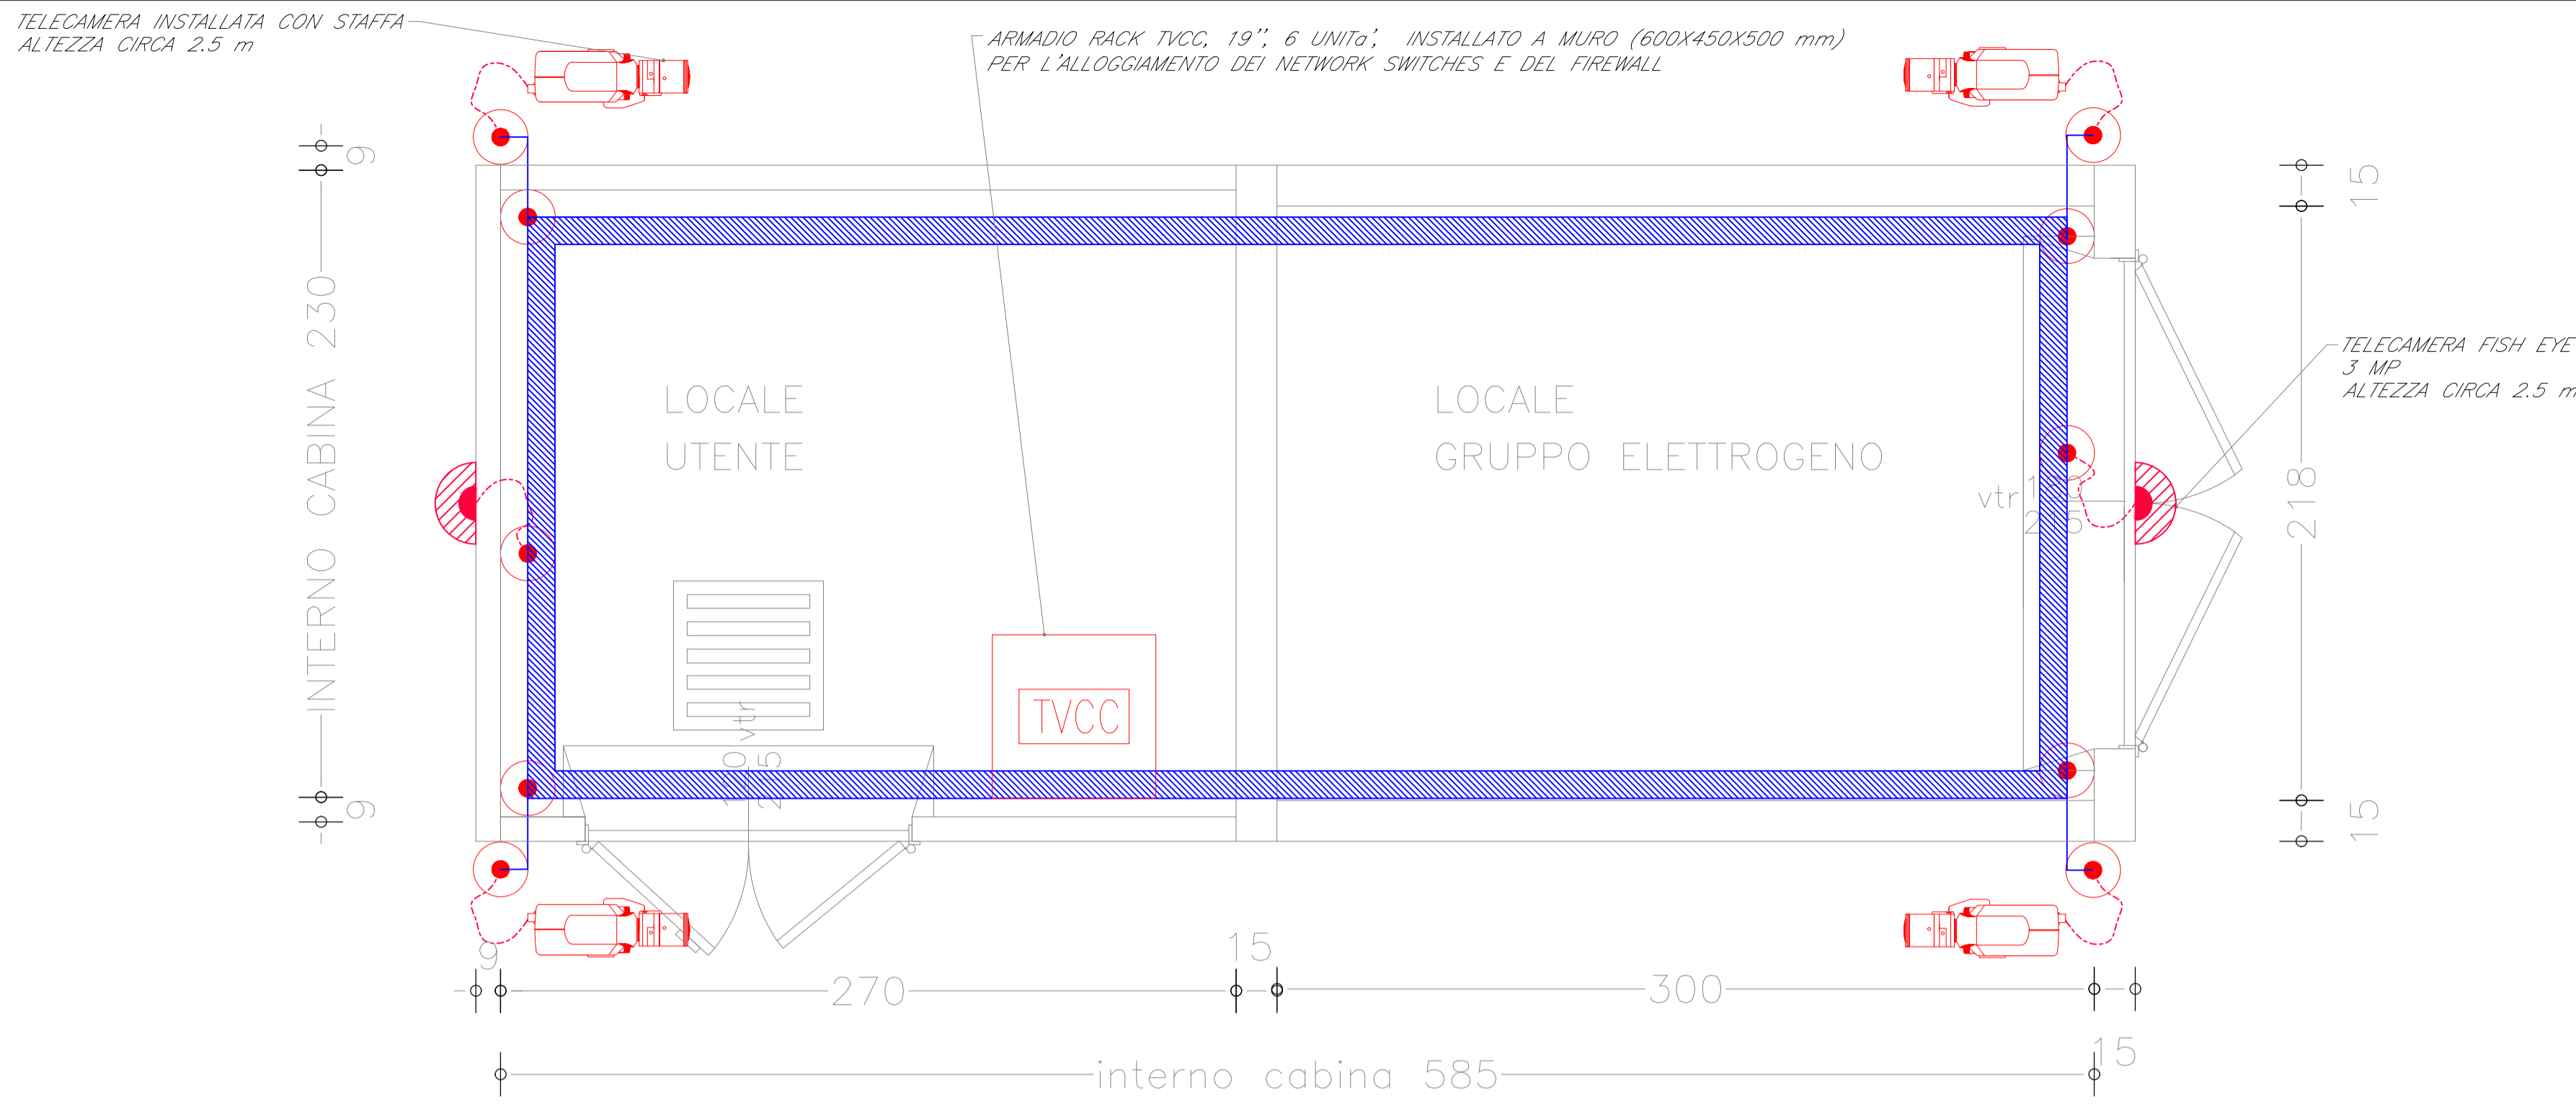 TELECAMERA INSTALLATA CON STAFFA
ALTEZZA CIRCA 2.5 m
ARMADIO RACK TVCC, 19'', 6 UNITa', INSTALLATO A MURO (600X450X500 mm)
PER L'ALLOGGIAMENTO DEI NETWORK SWITCHES E DEL FIREWALL
9
INTERNO CABINA 230
9
15
218
15
TELECAMERA FISH EYE
3 MP
ALTEZZA CIRCA 2.5 m
LOCALE
UTENTE
LOCALE
GRUPPO ELETTROGENO
vtr
vtr
TVCC
9
270
15
300
15
interno cabina 585